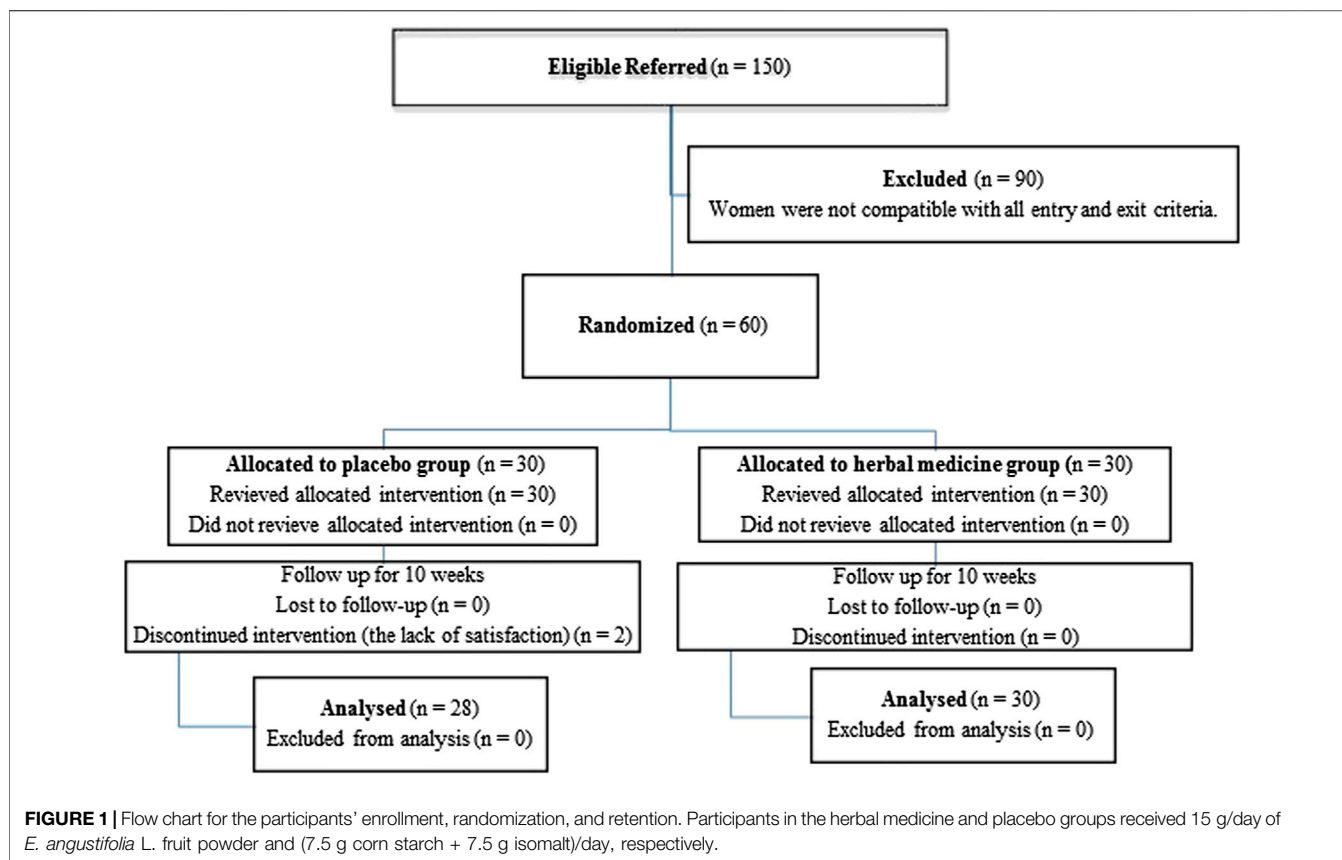 Eligible Referred (n = 150)
Excluded (n = 90)
Women were not compatible with all entry and exit criteria.
Randomized (n = 60)
Allocated to placebo group (n = 30)
Revieved allocated intervention (n = 30)
Did not revieve allocated intervention (n = 0)
Allocated to herbal medicine group (n = 30)
Revieved allocated intervention (n = 30)
Did not revieve allocated intervention (n = 0)
Follow up for 10 weeks
Lost to follow-up (n = 0)
Discontinued intervention (the lack of satisfaction) (n = 2)
Follow up for 10 weeks
Lost to follow-up (n = 0)
Discontinued intervention (n = 0)
Analysed (n = 28)
Excluded from analysis (n = 0)
Analysed (n = 30)
Excluded from analysis (n = 0)
FIGURE 1 | Flow chart for the participants' enrollment, randomization, and retention. Participants in the herbal medicine and placebo groups received 15 g/day of
E. angustifolia L. fruit powder and (7.5 g corn starch + 7.5 g isomalt)/day, respectively.